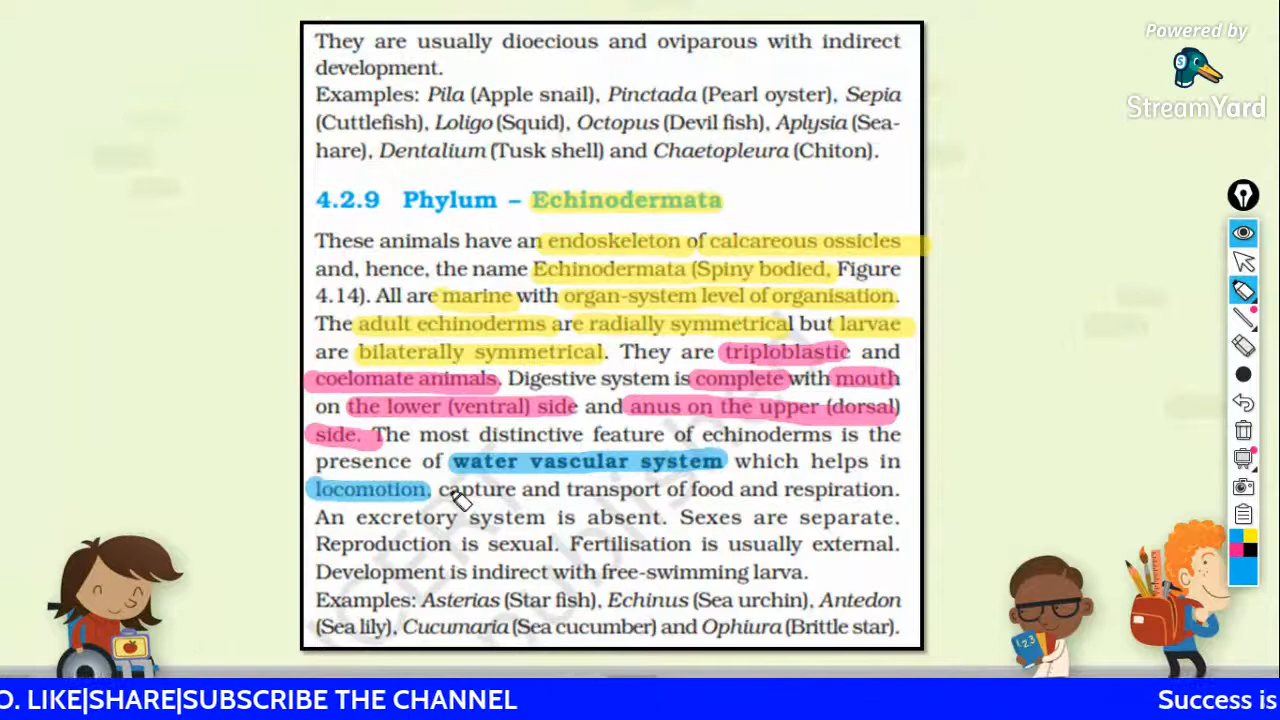 They are usually dioecious and oviparous with indirect
development.
Examples: Pila (Apple snail), Pinctada (Pearl oyster), Sepia
(Cuttlefish), Loligo (Squid), Octopus (Devil fish), Aplysia (Sea-
hare), Dentalium (Tusk shell) and Chaetopleura (Chiton).
4.2.9 Phylum – Echinodermata
These animals have an endoskeleton of calcareous ossicles
and, hence, the name Echinodermata (Spiny bodied, Figure
4.14). All are marine with organ-system level of organisation.
The adult echinoderms are radially symmetrical but larvae
are bilaterally symmetrical. They are triploblastic and
coelomate animals. Digestive system is complete with mouth
on the lower (ventral) side and anus on the upper (dorsal)
side. The most distinctive feature of echinoderms is the
presence of water vascular system which helps in
locomotion, capture and transport of food and respiration.
An excretory system is absent. Sexes are separate.
Reproduction is sexual. Fertilisation is usually external.
Development is indirect with free-swimming larva.
Examples: Asterias (Star fish), Echinus (Sea urchin), Antedon
(Sea lily), Cucumaria (Sea cucumber) and Ophiura (Brittle star).
Powered by
StreamYard
O. LIKE|SHARE|SUBSCRIBE THE CHANNEL
Success is
1.2.3